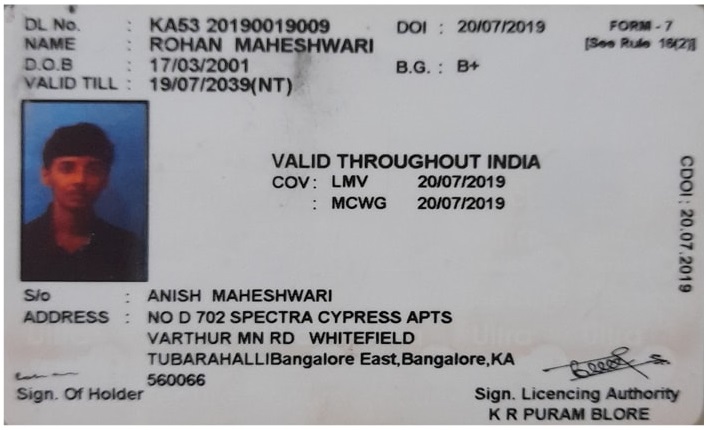 DL No. : KA53 20190019009 DOI : 20/07/2019 FORM - 7
NAME : ROHAN MAHESHWARI [See Rule 16(2)]
D.O.B : 17/03/2001 B.G. : B+
VALID TILL : 19/07/2039(NT)
VALID THROUGHOUT INDIA
COV : LMV 20/07/2019
: MCWG 20/07/2019
CDOI : 20.07.2019
S/o : ANISH MAHESHWARI
ADDRESS : NO D 702 SPECTRA CYPRESS APTS
VARTHUR MN RD WHITEFIELD
TUBARAHALLIBangalore East,Bangalore,KA
560066
Sign. Of Holder
Sign. Licencing Authority
K R PURAM BLORE